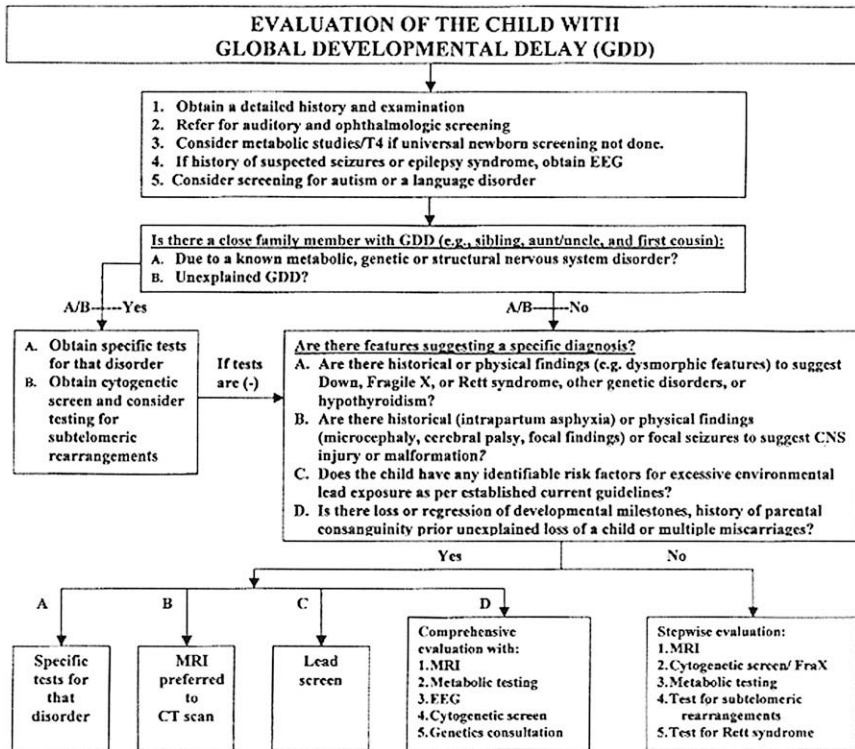 EVALUATION OF THE CHILD WITH
GLOBAL DEVELOPMENTAL DELAY (GDD)
1. Obtain a detailed history and examination
2. Refer for auditory and ophthalmologic screening
3. Consider metabolic studies/T4 if universal newborn screening not done.
4. If history of suspected seizures or epilepsy syndrome, obtain EEG
5. Consider screening for autism or a language disorder
Is there a close family member with GDD (e.g., sibling, aunt/uncle, and first cousin):
A. Due to a known metabolic, genetic or structural nervous system disorder?
B. Unexplained GDD?
A/B------Yes
A/B------No
A. Obtain specific tests
for that disorder
B. Obtain cytogenetic
screen and consider
testing for
subtelomeric
rearrangements
If tests
are (-)
Are there features suggesting a specific diagnosis?
A. Are there historical or physical findings (e.g. dysmorphic features) to suggest
Down, Fragile X, or Rett syndrome, other genetic disorders, or
hypothyroidism?
B. Are there historical (intrapartum asphyxia) or physical findings
(microcephaly, cerebral palsy, focal findings) or focal seizures to suggest CNS
injury or malformation?
C. Does the child have any identifiable risk factors for excessive environmental
lead exposure as per established current guidelines?
D. Is there loss or regression of developmental milestones, history of parental
consanguinity prior unexplained loss of a child or multiple miscarriages?
Yes
No
A
B
C
D
Specific
tests for
that
disorder
MRI
preferred
to
CT scan
Lead
screen
Comprehensive
evaluation with:
1.MRI
2.Metabolic testing
3.EEG
4.Cytogenetic screen
5.Genetics consultation
Stepwise evaluation:
1.MRI
2.Cytogenetic screen/ FraX
3.Metabolic testing
4.Test for subtelomeric
rearrangements
5.Test for Rett syndrome